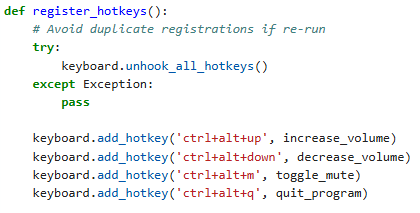 def register_hotkeys():
    # Avoid duplicate registrations if re-run
    try:
        keyboard.unhook_all_hotkeys()
    except Exception:
        pass

    keyboard.add_hotkey('ctrl+alt+up', increase_volume)
    keyboard.add_hotkey('ctrl+alt+down', decrease_volume)
    keyboard.add_hotkey('ctrl+alt+m', toggle_mute)
    keyboard.add_hotkey('ctrl+alt+q', quit_program)